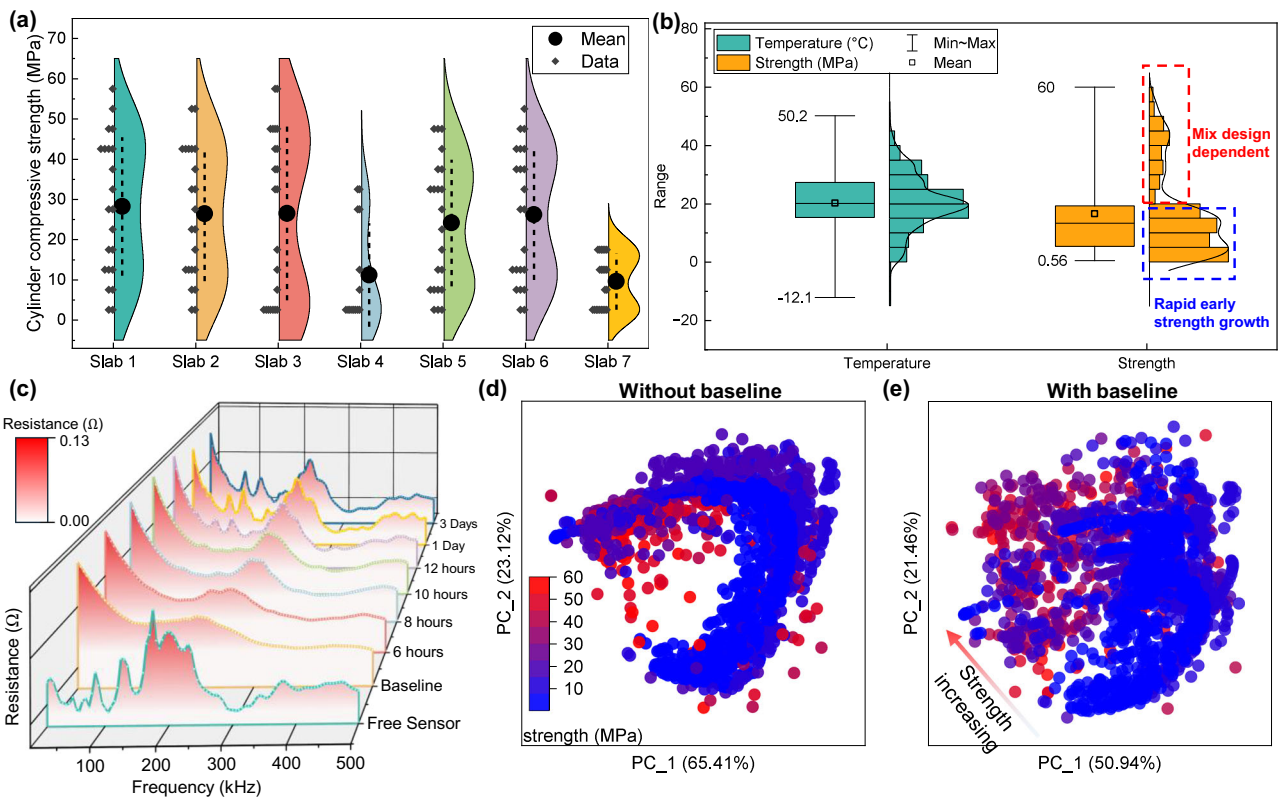 (a)
Cylinder compressive strength (MPa)
70
60
50
40
30
20
10
0
Mean
Data
Slab 1
Slab 2
Slab 3
Slab 4
Slab 5
Slab 6
Slab 7
(b)
Range
80
60
40
20
0
−20
Temperature (°C)
Strength (MPa)
Min~Max
Mean
50.2
-12.1
60
0.56
Mix design
dependent
Rapid early
strength growth
Temperature
Strength
(c)
Resistance (Ω)
0.13
0.00
Resistance (Ω)
3 Days
1 Day
12 hours
10 hours
8 hours
6 hours
Baseline
Free Sensor
100
200
300
400
500
Frequency (kHz)
(d)
Without baseline
PC_2 (23.12%)
60
50
40
30
20
10
strength (MPa)
PC_1 (65.41%)
(e)
With baseline
PC_2 (21.46%)
Strength
increasing
PC_1 (50.94%)